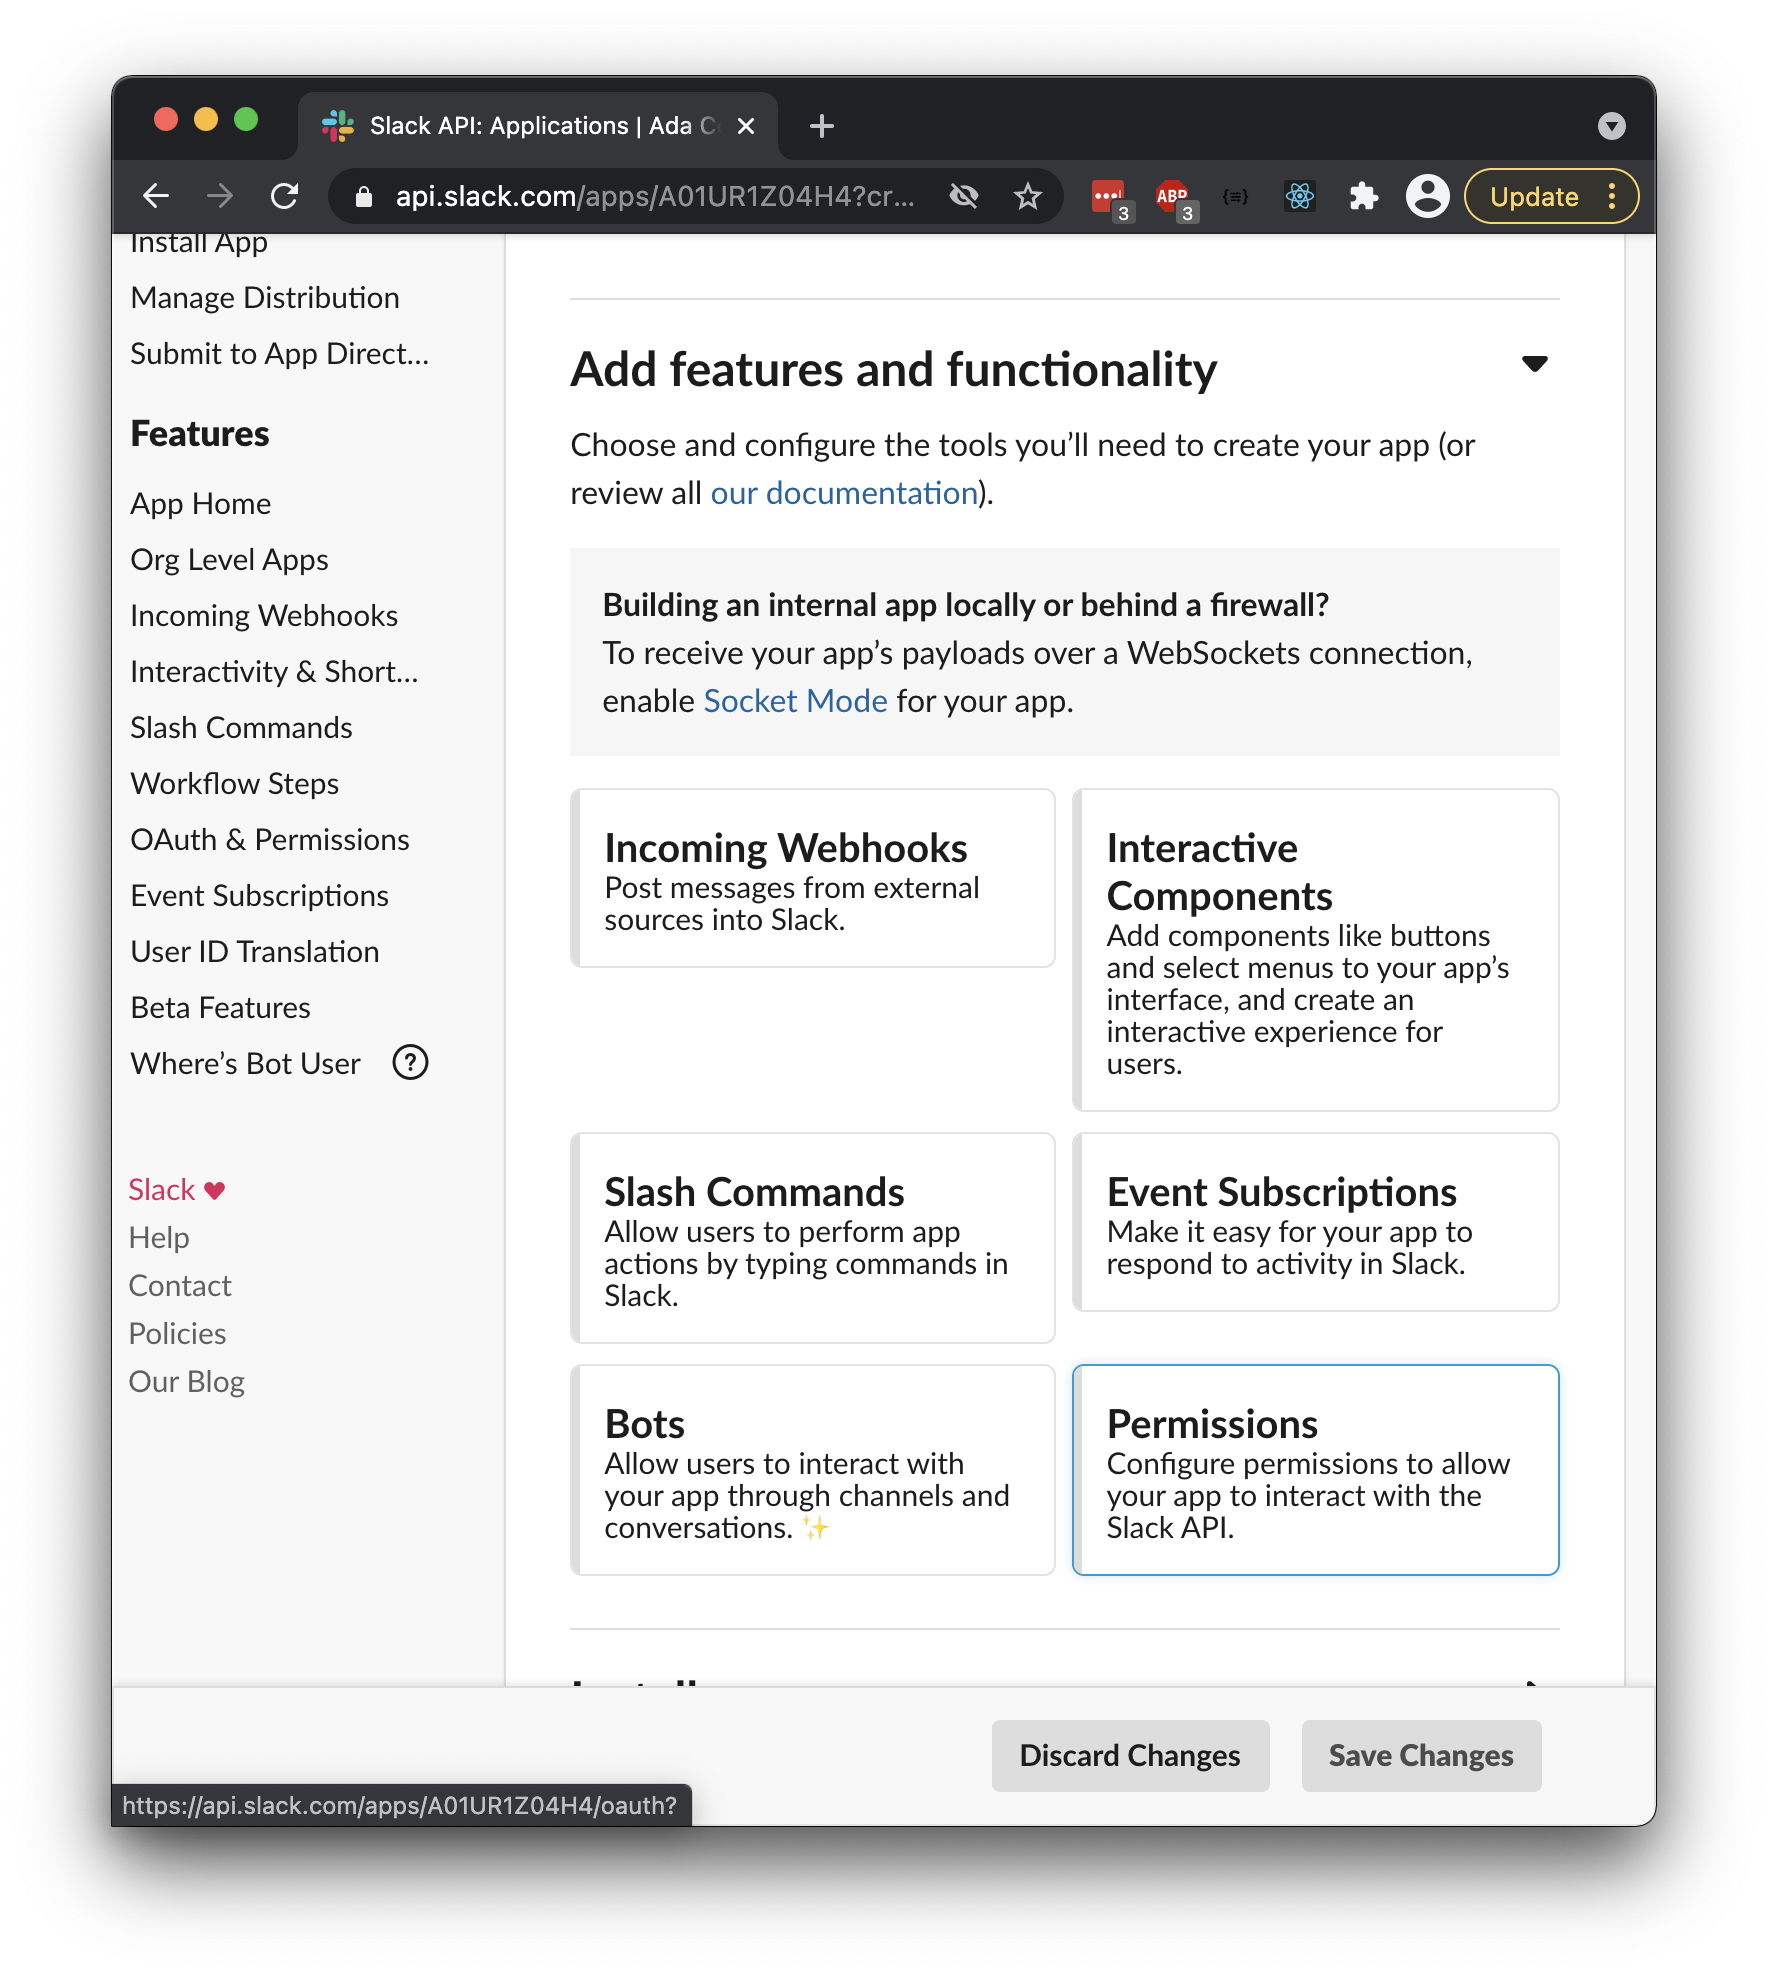 Slack API: Applications | Ada C
api.slack.com/apps/A01UR1Z04H4?cr...
3
ABP
3
Update
Install App
Manage Distribution
Submit to App Direct...
Features
App Home
Org Level Apps
Incoming Webhooks
Interactivity & Short...
Slash Commands
Workflow Steps
OAuth & Permissions
Event Subscriptions
User ID Translation
Beta Features
Where’s Bot User ?
Slack ♥
Help
Contact
Policies
Our Blog
Add features and functionality
Choose and configure the tools you’ll need to create your app (or
review all our documentation).
Building an internal app locally or behind a firewall?
To receive your app’s payloads over a WebSockets connection,
enable Socket Mode for your app.
Incoming Webhooks
Post messages from external
sources into Slack.
Interactive
Components
Add components like buttons
and select menus to your app’s
interface, and create an
interactive experience for
users.
Slash Commands
Allow users to perform app
actions by typing commands in
Slack.
Event Subscriptions
Make it easy for your app to
respond to activity in Slack.
Bots
Allow users to interact with
your app through channels and
conversations. ✨
Permissions
Configure permissions to allow
your app to interact with the
Slack API.
Discard Changes
Save Changes
https://api.slack.com/apps/A01UR1Z04H4/oauth?